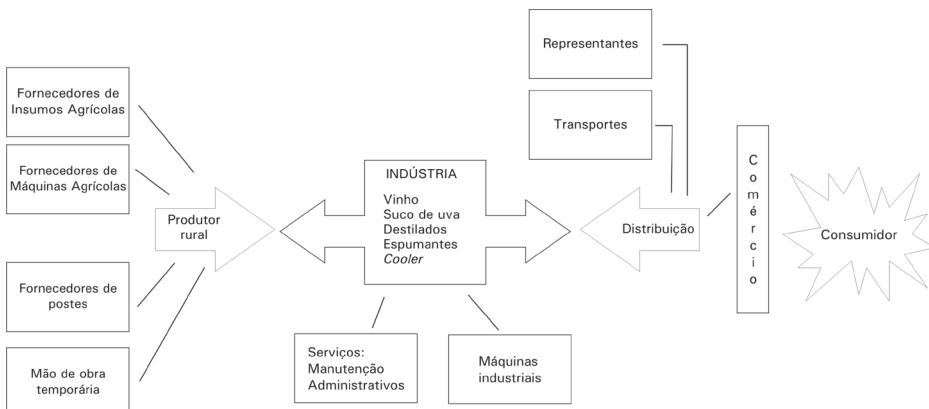 Fornecedores de
Insumos Agrícolas
Fornecedores de
Máquinas Agrícolas
Produtor
rural
Fornecedores de
postes
Mão de obra
temporária
INDÚSTRIA
Vinho
Suco de uva
Destilados
Espumantes
Cooler
Serviços:
Manutenção
Administrativos
Máquinas
industriais
Representantes
Transportes
Distribuição
C
o
m
é
r
c
i
o
Consumidor